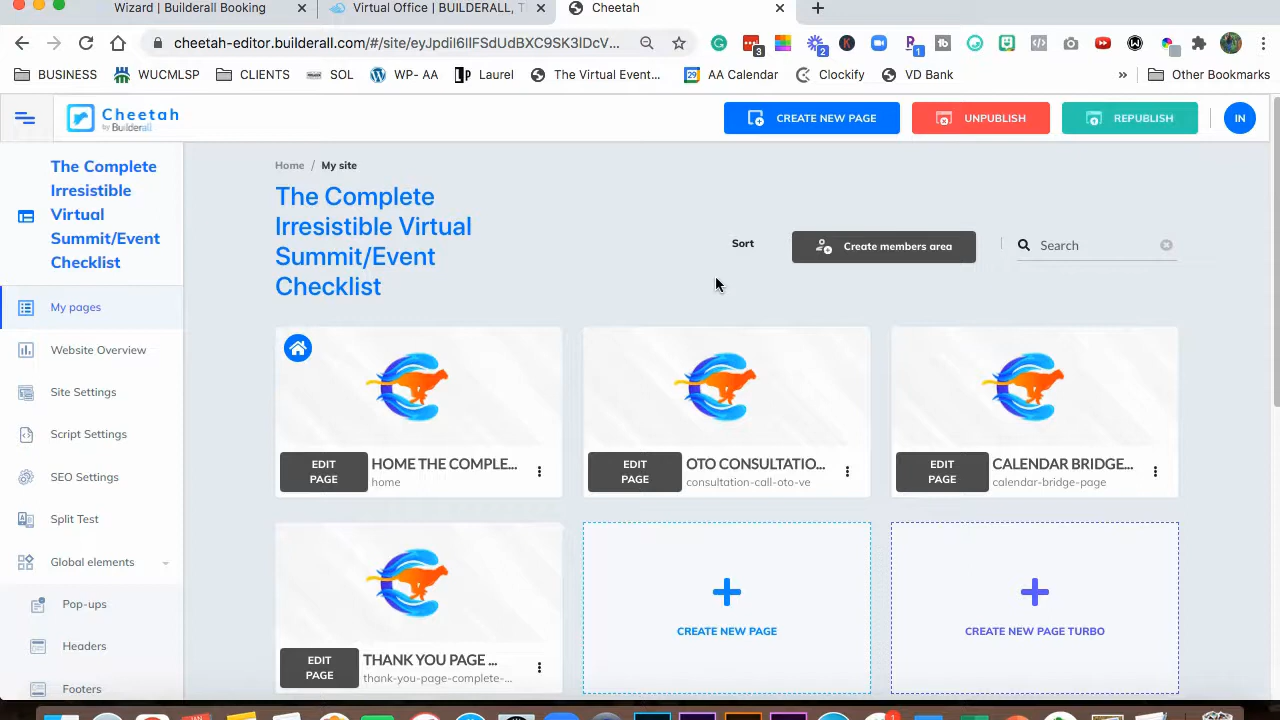 Wizard | Builderall Booking
Virtual Office | BUILDERALL, T
Cheetah
cheetah-editor.builderall.com/#/site/
BUSINESS
WUCMLSP
CLIENTS
SOL
WP- AA
Laurel
The Virtual Event...
AA Calendar
Clockify
VD Bank
Other Bookmarks
Cheetah
by Builderall
CREATE NEW PAGE
UNPUBLISH
REPUBLISH
IN
The Complete
Irresistible
Virtual
Summit/Event
Checklist
My pages
Website Overview
Site Settings
Script Settings
SEO Settings
Split Test
Global elements
Pop-ups
Headers
Footers
Home / My site
The Complete
Irresistible Virtual
Summit/Event
Checklist
Sort
Create members area
Search
EDIT
PAGE
HOME THE COMPLE...
home
EDIT
PAGE
OTO CONSULTATIO...
consultation-call-oto-ve
EDIT
PAGE
CALENDAR BRIDGE...
calendar-bridge-page
EDIT
PAGE
THANK YOU PAGE ...
thank-you-page-complete-...
CREATE NEW PAGE
CREATE NEW PAGE TURBO